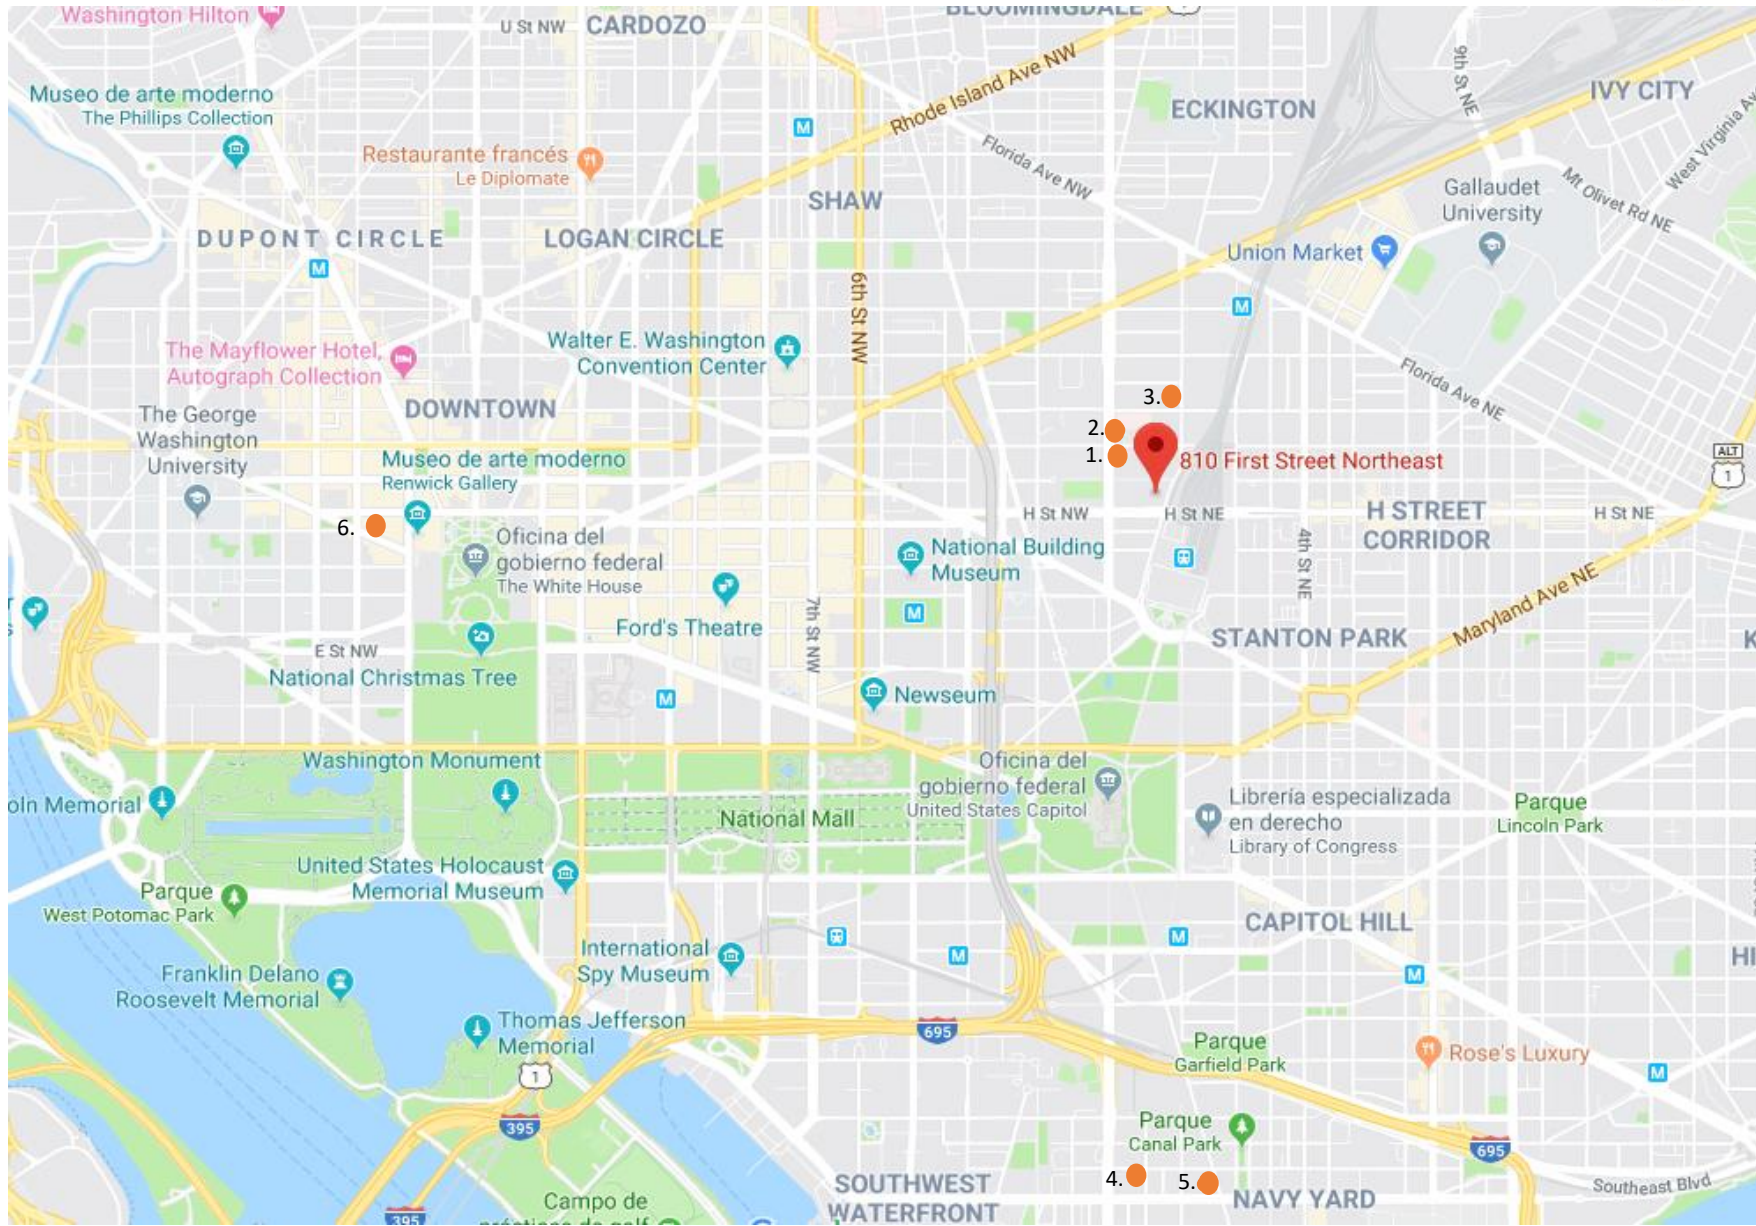 Washington Hilton
U St NW
CARDOZO
BLOOMINGDALE
Rhode Island Ave NW
9th St NE
IVY CITY
West Virginia Av
Museo de arte moderno
The Phillips Collection
Restaurante francés
Le Diplomate
ECKINGTON
Florida Ave NW
SHAW
Gallaudet
University
Mt Olivet Rd NE
DUPONT CIRCLE
LOGAN CIRCLE
Union Market
6th St NW
Walter E. Washington
Convention Center
The Mayflower Hotel,
Autograph Collection
Florida Ave NE
3.
DOWNTOWN
The George
Washington
University
2.
1.
810 First Street Northeast
ALT
1
Museo de arte moderno
Renwick Gallery
6.
H St NW
H St NE
H STREET
CORRIDOR
H St NE
Oficina del
gobierno federal
The White House
National Building
Museum
4th St NE
Maryland Ave NE
Ford's Theatre
7th St NW
STANTON PARK
E St NW
National Christmas Tree
Newseum
K
Washington Monument
oln Memorial
National Mall
Oficina del
gobierno federal
United States Capitol
Librería especializada
en derecho
Library of Congress
Parque
Lincoln Park
United States Holocaust
Memorial Museum
Parque
West Potomac Park
CAPITOL HILL
International
Spy Museum
HI
Franklin Delano
Roosevelt Memorial
Thomas Jefferson
Memorial
1
695
Parque
Garfield Park
Rose's Luxury
395
Parque
Canal Park
695
4.
5.
SOUTHWEST
WATERFRONT
NAVY YARD
Southeast Blvd
Campo de
395